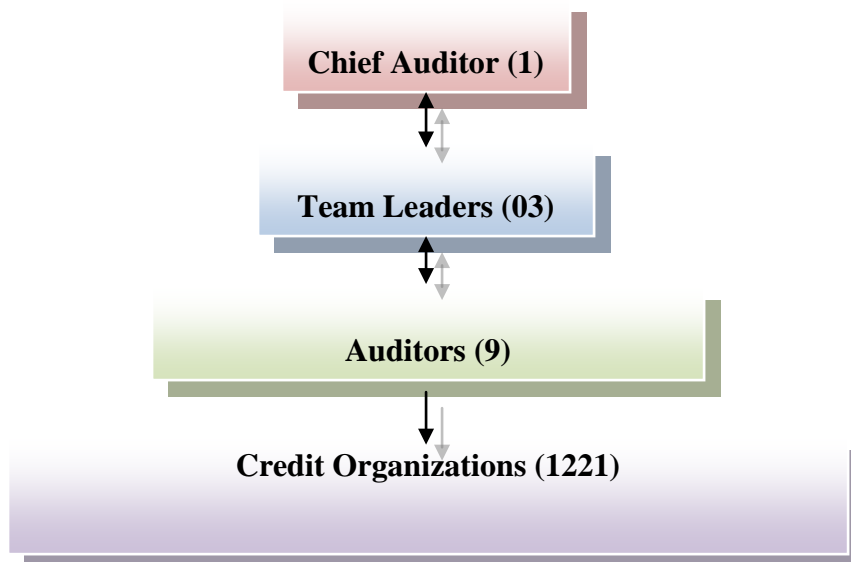 Chief Auditor (1)
Team Leaders (03)
Auditors (9)
Credit Organizations (1221)